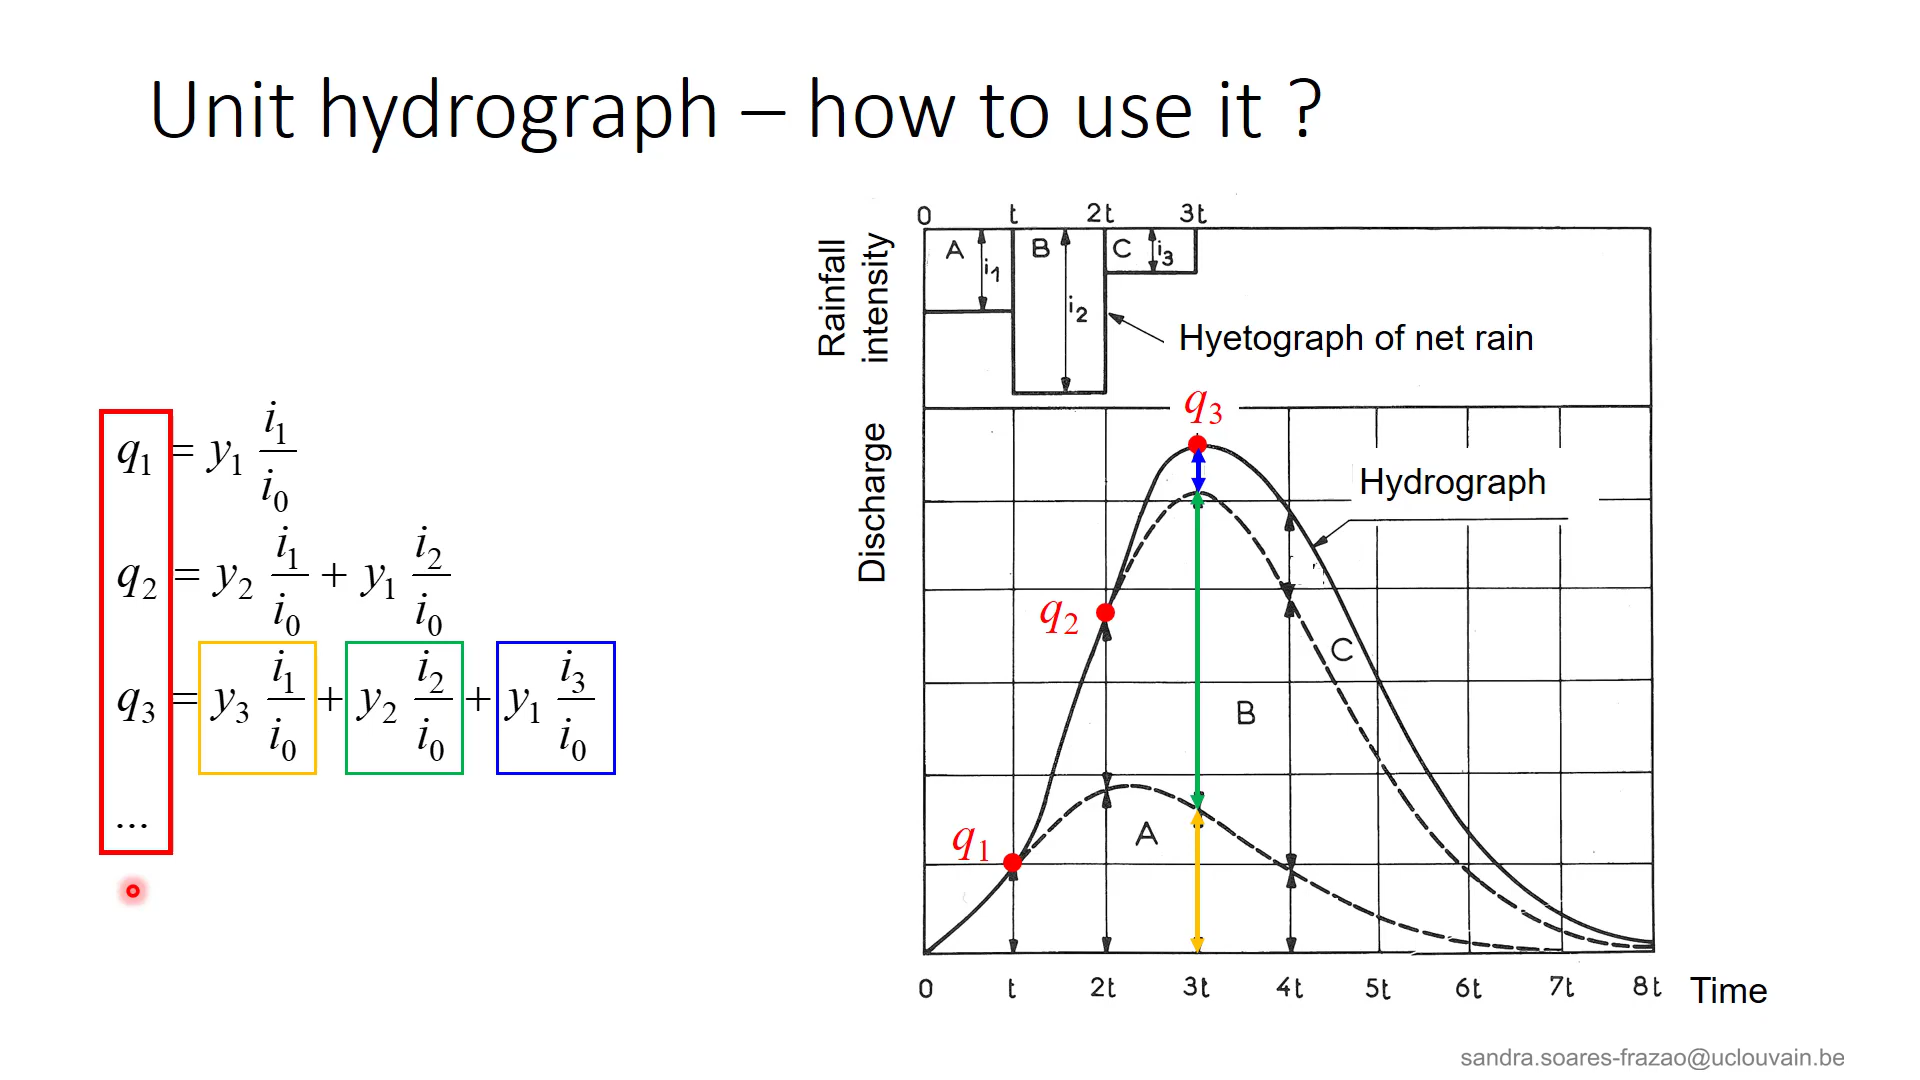 Unit hydrograph – how to use it ?
0 t 2t 3t
A i1 B i2 C i3
Rainfall
intensity
Hyetograph of net rain
q1 = y1 i1/i0
q2 = y2 i1/i0 + y1 i2/i0
q3 = y3 i1/i0 + y2 i2/i0 + y1 i3/i0
...
Discharge
q3
Hydrograph
q2
C
B
A
q1
0 t 2t 3t 4t 5t 6t 7t 8t Time
sandra.soares-frazao@uclouvain.be